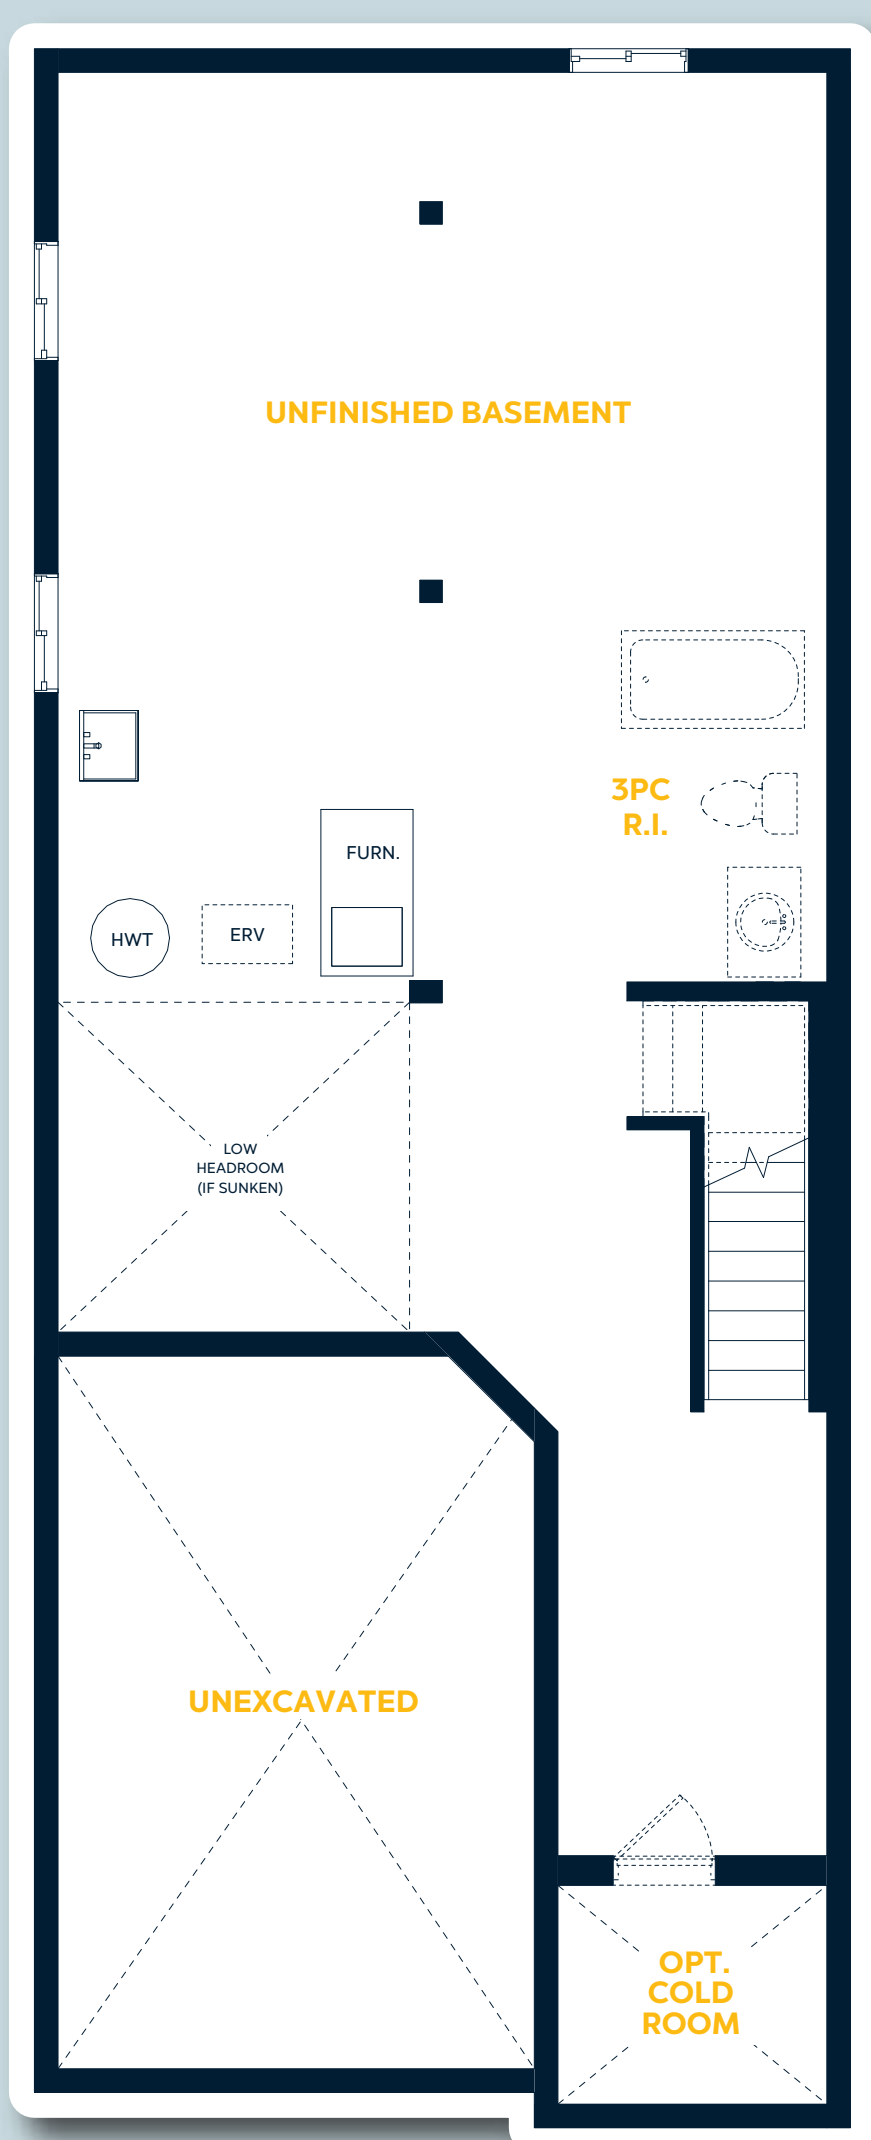 UNFINISHED BASEMENT
3PC
R.I.
FURN.
HWT
ERV
LOW
HEADROOM
(IF SUNKEN)
UNEXCAVATED
OPT.
COLD
ROOM